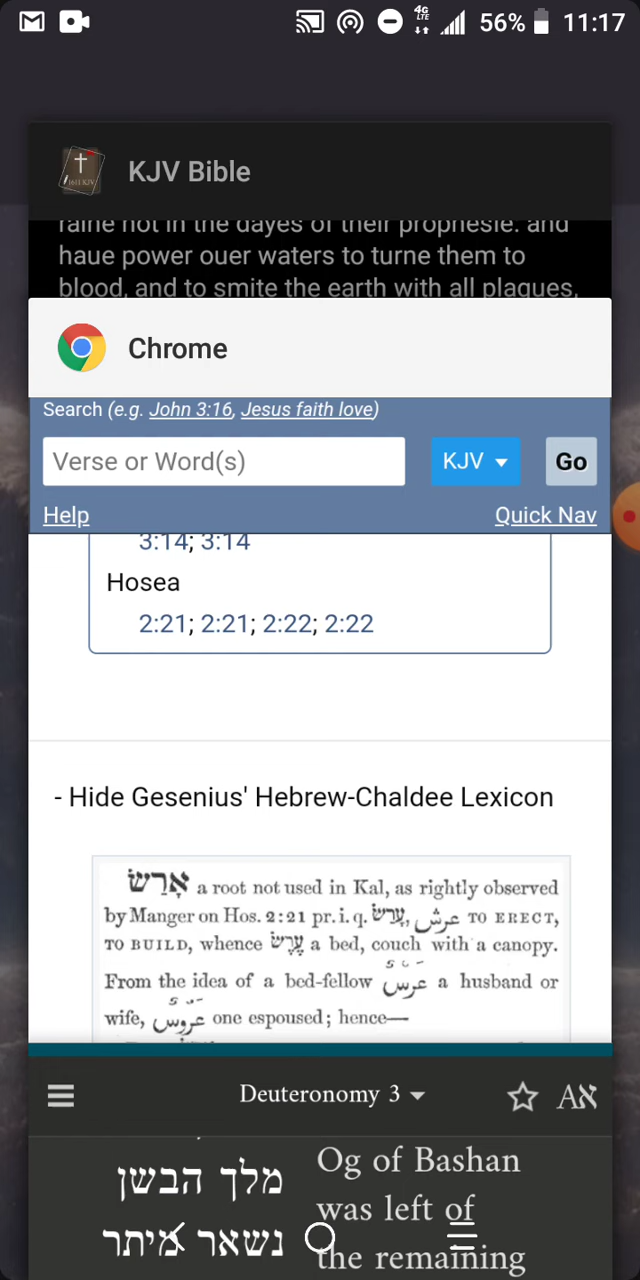 4G
LTE
56%
11:17
KJV Bible
raine not in the dayes of their prophesie: and
haue power ouer waters to turne them to
blood, and to smite the earth with all plagues,
Chrome
Search (e.g. John 3:16, Jesus faith love)
Verse or Word(s)
KJV
Go
Help
Quick Nav
3:14; 3:14
Hosea
2:21; 2:21; 2:22; 2:22
- Hide Gesenius' Hebrew-Chaldee Lexicon
אָרַשׂ a root not used in Kal, as rightly observed
by Manger on Hos. 2:21 pr. i. q. עָרַשׂ, عرش TO ERECT,
TO BUILD, whence עֶרֶשׂ a bed, couch with a canopy.
From the idea of a bed-fellow عرس a husband or
wife, عروس one espoused; hence—
Deuteronomy 3
Aא
מלך הבשן
נשאר מיתר
Og of Bashan
was left of
the remaining